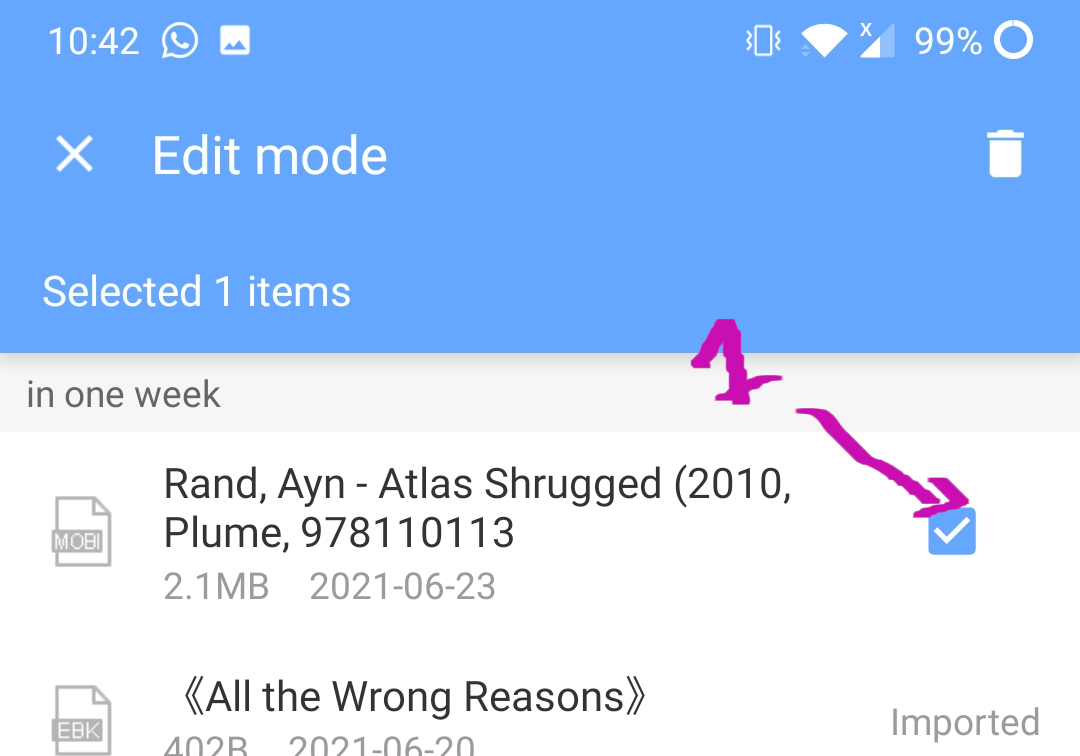 10:42 x 99%
Edit mode
Selected 1 items
1
in one week
Rand, Ayn - Atlas Shrugged (2010,
Plume, 978110113
MOBI
2.1MB 2021-06-23
《All the Wrong Reasons》
EBK
Imported
402B 2021-06-20